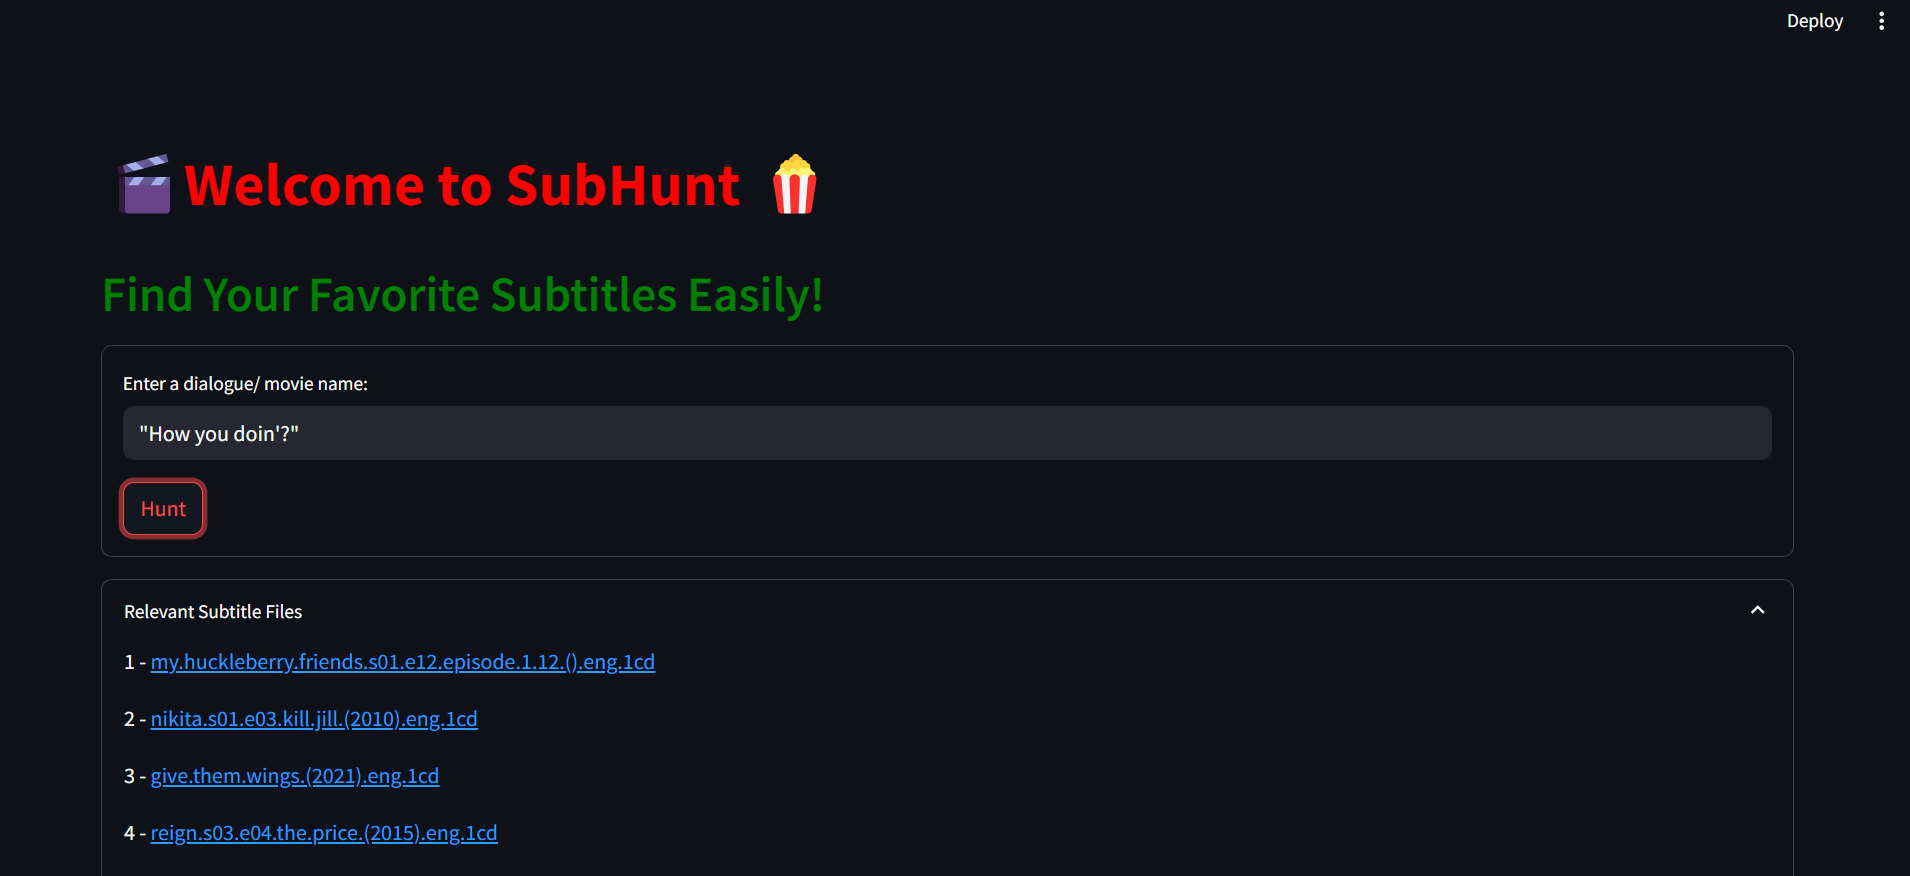 Deploy
Welcome to SubHunt
Find Your Favorite Subtitles Easily!
Enter a dialogue/ movie name:
"How you doin'?"
Hunt
Relevant Subtitle Files
1 - my.huckleberry.friends.s01.e12.episode.1.12.().eng.1cd
2 - nikita.s01.e03.kill.jill.(2010).eng.1cd
3 - give.them.wings.(2021).eng.1cd
4 - reign.s03.e04.the.price.(2015).eng.1cd